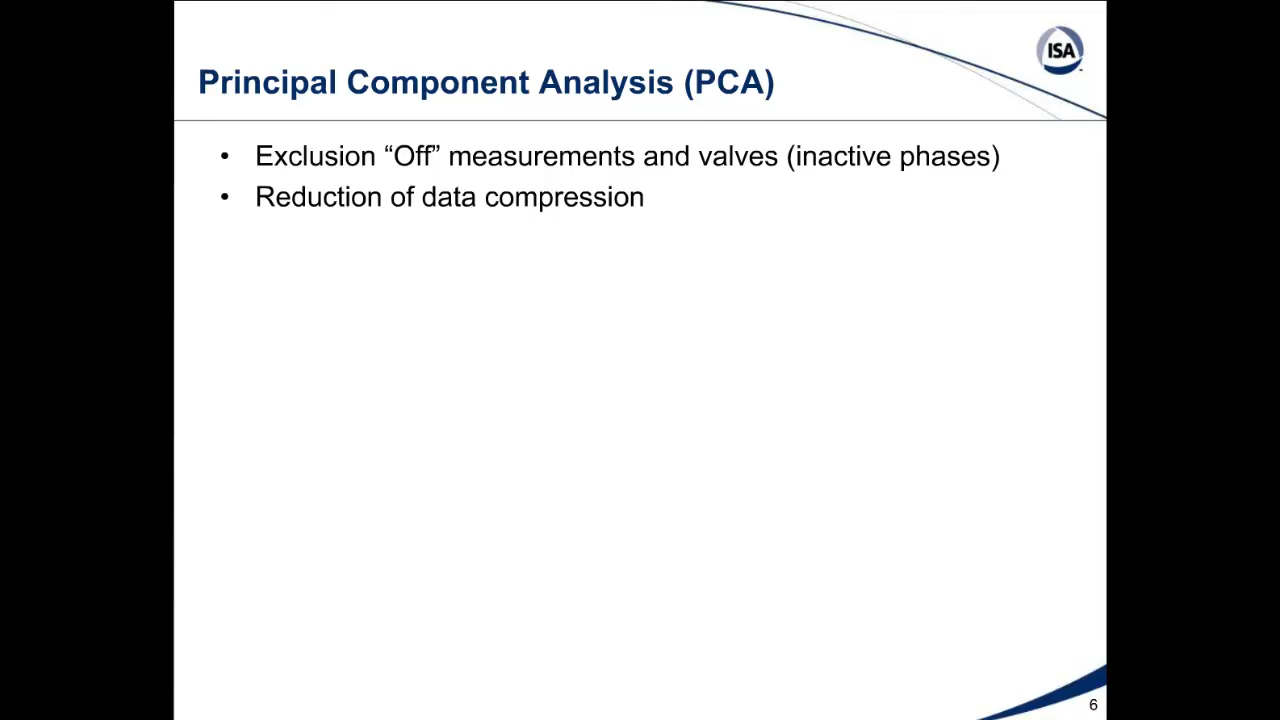 ISA
Principal Component Analysis (PCA)
• Exclusion “Off” measurements and valves (inactive phases)
• Reduction of data compression
6